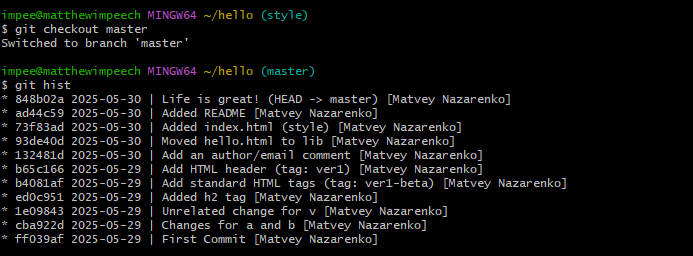 impee@matthewimpeech MINGW64 ~/hello (style)
$ git checkout master
Switched to branch 'master'
impee@matthewimpeech MINGW64 ~/hello (master)
$ git hist
* 848b02a 2025-05-30 | Life is great! (HEAD -> master) [Matvey Nazarenko]
* ad44c59 2025-05-30 | Added README [Matvey Nazarenko]
* 73f83ad 2025-05-30 | Added index.html (style) [Matvey Nazarenko]
* 93de40d 2025-05-30 | Moved hello.html to lib [Matvey Nazarenko]
* 132481d 2025-05-30 | Add an author/email comment [Matvey Nazarenko]
* b65c166 2025-05-29 | Add HTML header (tag: ver1) [Matvey Nazarenko]
* b4081af 2025-05-29 | Add standard HTML tags (tag: ver1-beta) [Matvey Nazarenko]
* ed0c951 2025-05-29 | Added h2 tag [Matvey Nazarenko]
* 1e09843 2025-05-29 | Unrelated change for v [Matvey Nazarenko]
* cba922d 2025-05-29 | Changes for a and b [Matvey Nazarenko]
* ff039af 2025-05-29 | First Commit [Matvey Nazarenko]